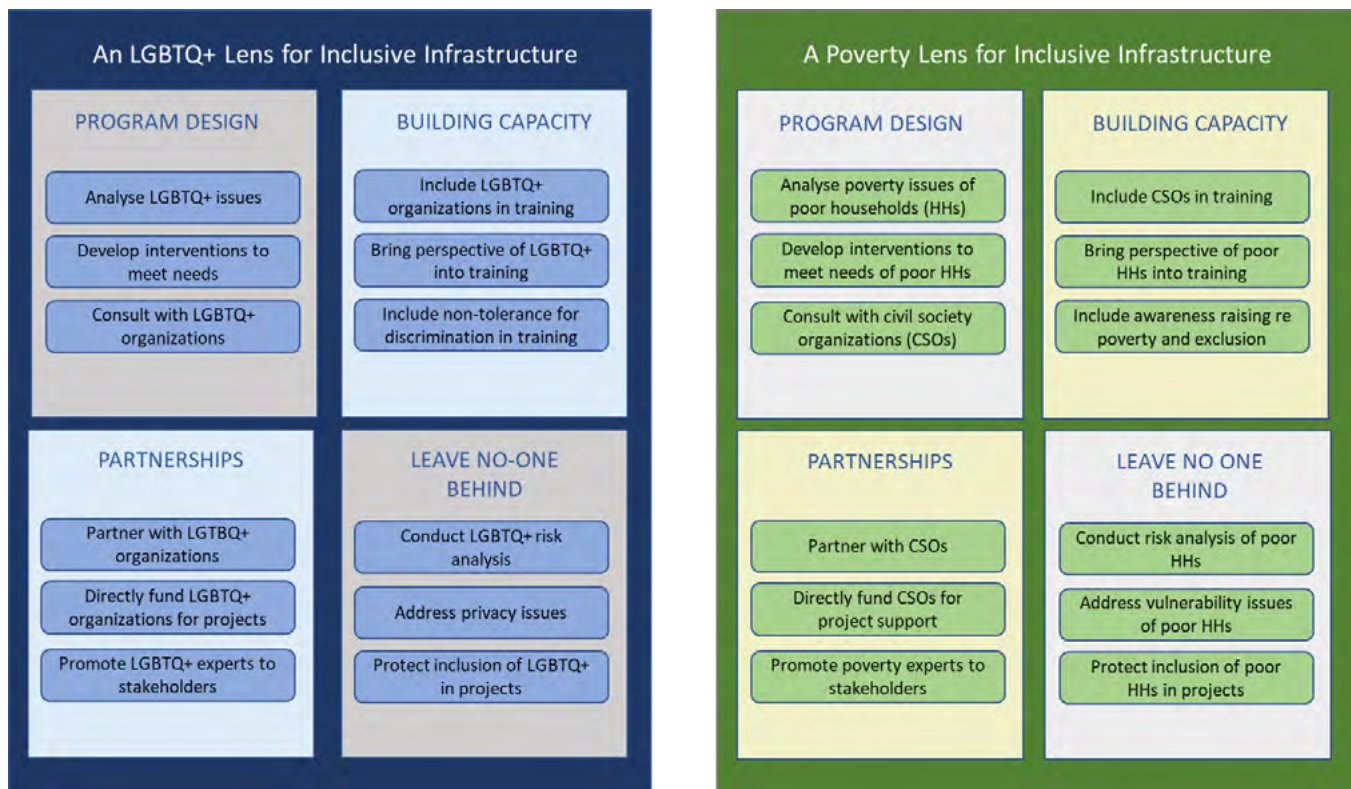 An LGBTQ+ Lens for Inclusive Infrastructure
PROGRAM DESIGN
Analyse LGBTQ+ issues
Develop interventions to
meet needs
Consult with LGBTQ+
organizations
BUILDING CAPACITY
Include LGBTQ+
organizations in training
Bring perspective of LGBTQ+
into training
Include non-tolerance for
discrimination in training
PARTNERSHIPS
Partner with LGTBQ+
organizations
Directly fund LGBTQ+
organizations for projects
Promote LGBTQ+ experts to
stakeholders
LEAVE NO-ONE
BEHIND
Conduct LGBTQ+ risk
analysis
Address privacy issues
Protect inclusion of LGBTQ+
in projects
A Poverty Lens for Inclusive Infrastructure
PROGRAM DESIGN
Analyse poverty issues of
poor households (HHs)
Develop interventions to
meet needs of poor HHs
Consult with civil society
organizations (CSOs)
BUILDING CAPACITY
Include CSOs in training
Bring perspective of poor
HHs into training
Include awareness raising re
poverty and exclusion
PARTNERSHIPS
Partner with CSOs
Directly fund CSOs for
project support
Promote poverty experts to
stakeholders
LEAVE NO ONE
BEHIND
Conduct risk analysis of poor
HHs
Address vulnerability issues
of poor HHs
Protect inclusion of poor
HHs in projects